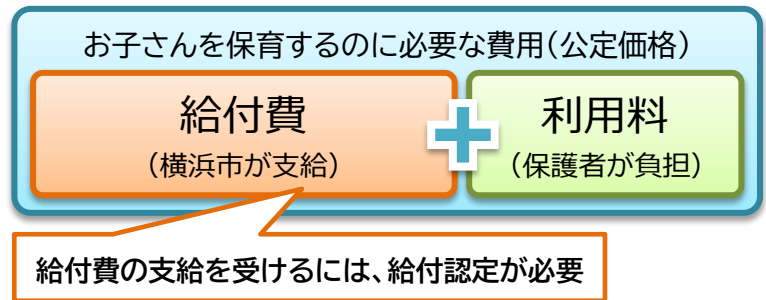 お子さんを保育するのに必要な費用（公定価格）
給付費
（横浜市が支給）
利用料
（保護者が負担）
給付費の支給を受けるには、給付認定が必要